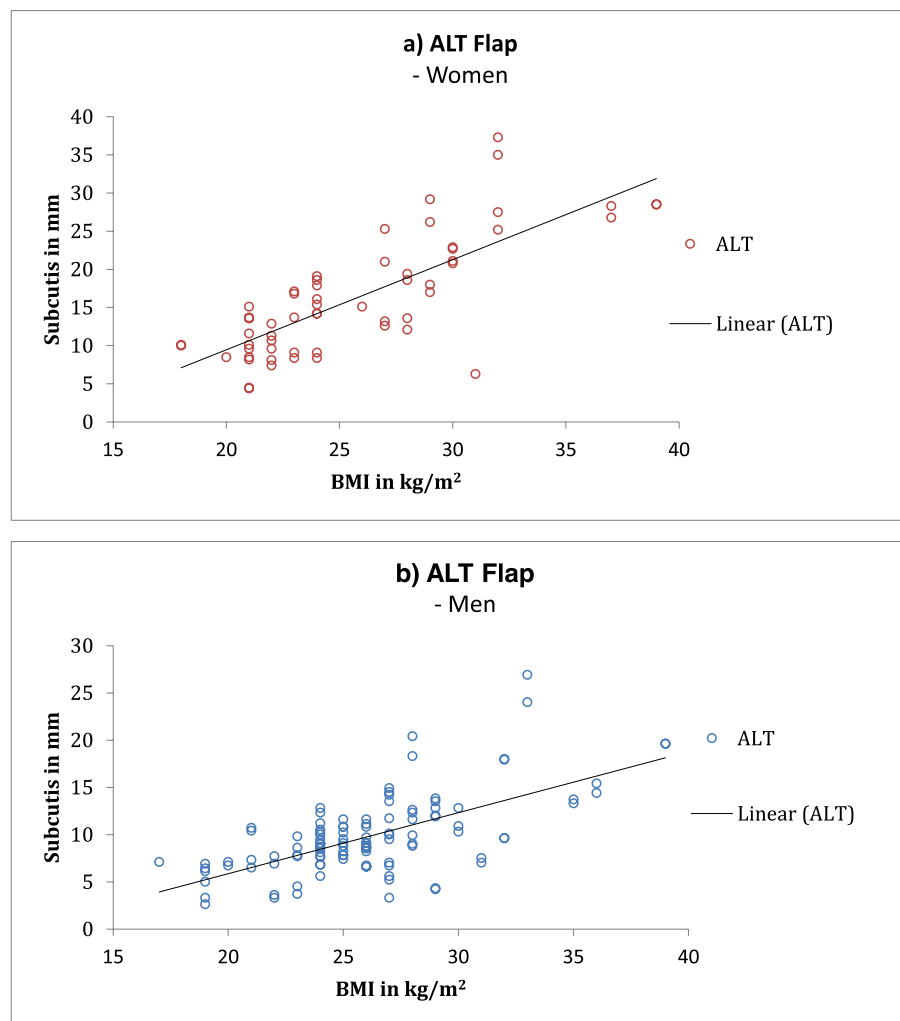 a) ALT Flap
- Women
40
35
30
25
20
15
10
5
0
Subcutis in mm
15 20 25 30 35 40
BMI in kg/m²
ALT
Linear (ALT)
b) ALT Flap
- Men
30
25
20
15
10
5
0
Subcutis in mm
15 20 25 30 35 40
BMI in kg/m²
ALT
Linear (ALT)